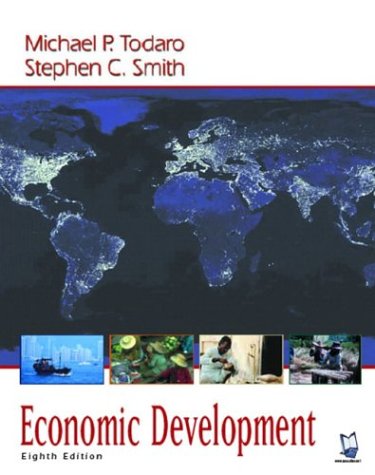 Michael P. Todaro
Stephen C. Smith
Economic Development
Eighth Edition